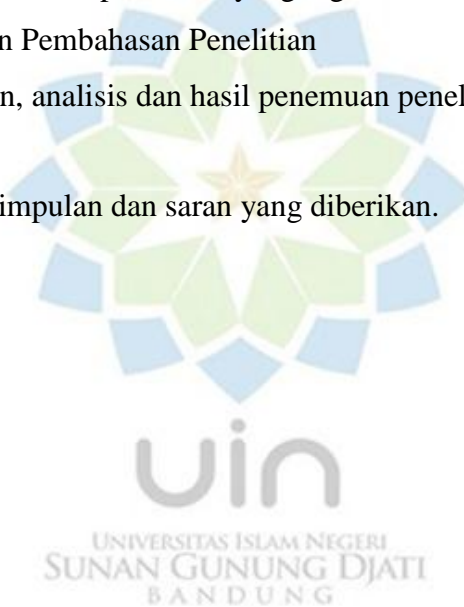 n Pembahasan Penelitian
n, analisis dan hasil penemuan penel
impulan dan saran yang diberikan.
uin
UNIVERSITAS ISLAM NEGERI
SUNAN GUNUNG DJATI
BANDUNG